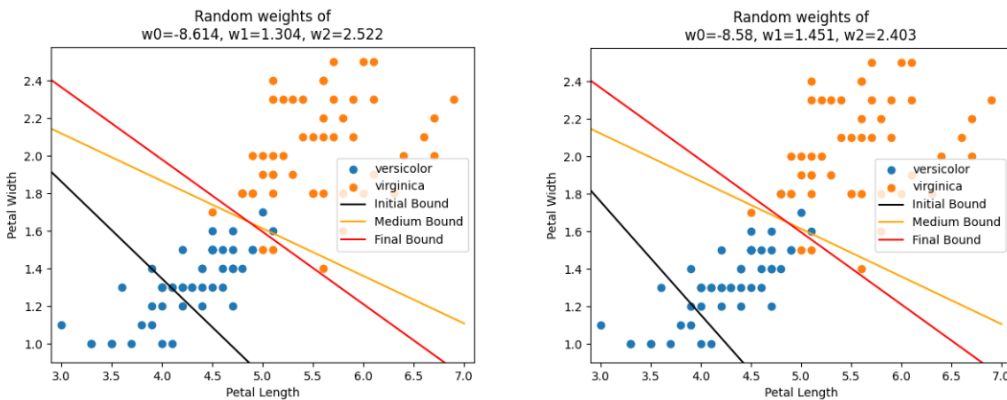 Random weights of
w0=-8.614, w1=1.304, w2=2.522
2.4
2.2
2.0
1.8
1.6
1.4
1.2
1.0
Petal Width
versicolor
virginica
Initial Bound
Medium Bound
Final Bound
3.0 3.5 4.0 4.5 5.0 5.5 6.0 6.5 7.0
Petal Length
Random weights of
w0=-8.58, w1=1.451, w2=2.403
2.4
2.2
2.0
1.8
1.6
1.4
1.2
1.0
Petal Width
versicolor
virginica
Initial Bound
Medium Bound
Final Bound
3.0 3.5 4.0 4.5 5.0 5.5 6.0 6.5 7.0
Petal Length